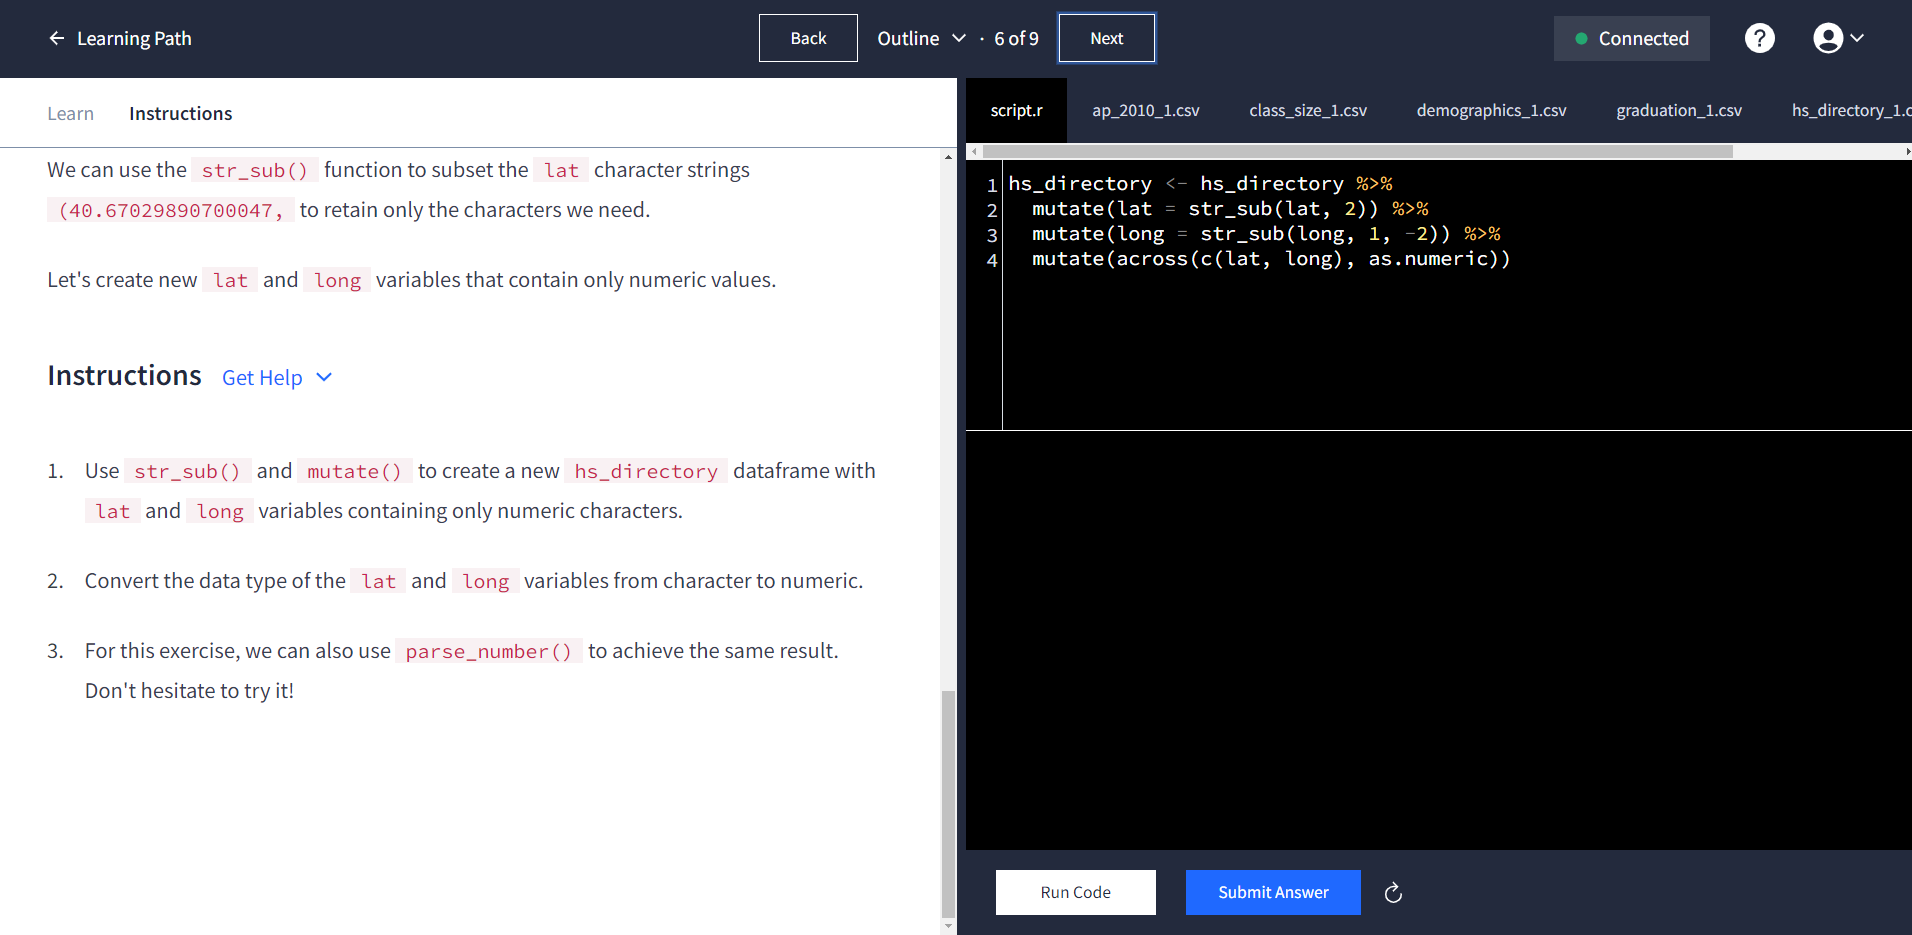 Learning Path
Back
Outline · 6 of 9
Next
Connected
?
Learn
Instructions
We can use the str_sub() function to subset the lat character strings
(40.67029890700047, to retain only the characters we need.
Let's create new lat and long variables that contain only numeric values.
Instructions
Get Help
1. Use str_sub() and mutate() to create a new hs_directory dataframe with
lat and long variables containing only numeric characters.
2. Convert the data type of the lat and long variables from character to numeric.
3. For this exercise, we can also use parse_number() to achieve the same result.
Don't hesitate to try it!
script.r
ap_2010_1.csv
class_size_1.csv
demographics_1.csv
graduation_1.csv
hs_directory_1.c
1 hs_directory <- hs_directory %>%
2 mutate(lat = str_sub(lat, 2)) %>%
3 mutate(long = str_sub(long, 1, -2)) %>%
4 mutate(across(c(lat, long), as.numeric))
Run Code
Submit Answer